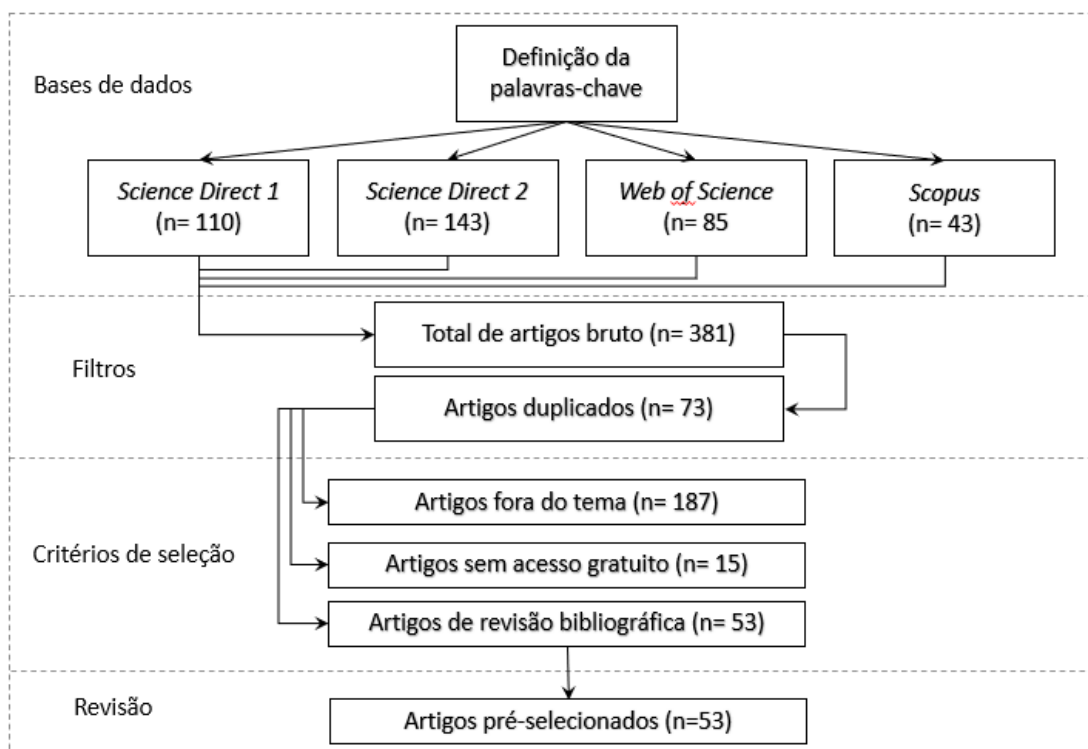 Bases de dados
Definição da
palavras-chave
Science Direct 1
(n= 110)
Science Direct 2
(n= 143)
Web of Science
(n= 85
Scopus
(n= 43)
Filtros
Total de artigos bruto (n= 381)
Artigos duplicados (n= 73)
Critérios de seleção
Artigos fora do tema (n= 187)
Artigos sem acesso gratuito (n= 15)
Artigos de revisão bibliográfica (n= 53)
Revisão
Artigos pré-selecionados (n=53)